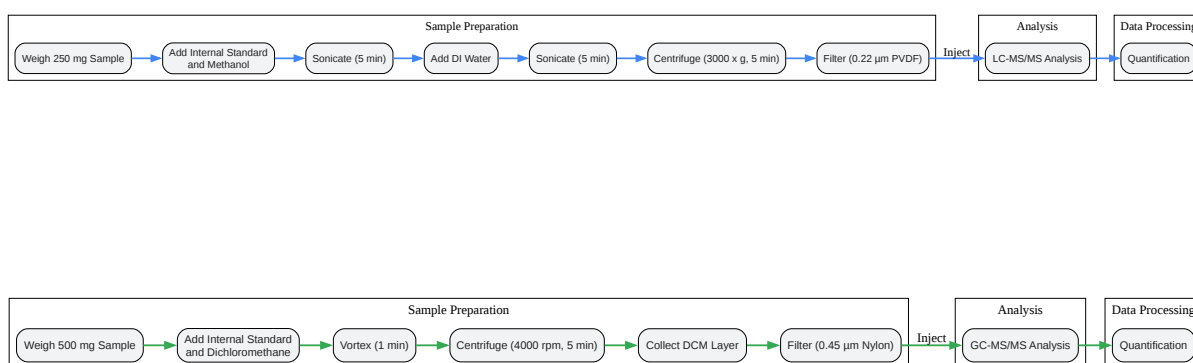 Sample Preparation
Analysis
Data Processing
Weigh 250 mg Sample
Add Internal Standard
and Methanol
Sonicate (5 min)
Add DI Water
Sonicate (5 min)
Centrifuge (3000 x g, 5 min)
Filter (0.22 µm PVDF)
Inject
LC-MS/MS Analysis
Quantification
Sample Preparation
Analysis
Data Processing
Weigh 500 mg Sample
Add Internal Standard
and Dichloromethane
Vortex (1 min)
Centrifuge (4000 rpm, 5 min)
Collect DCM Layer
Filter (0.45 µm Nylon)
Inject
GC-MS/MS Analysis
Quantification